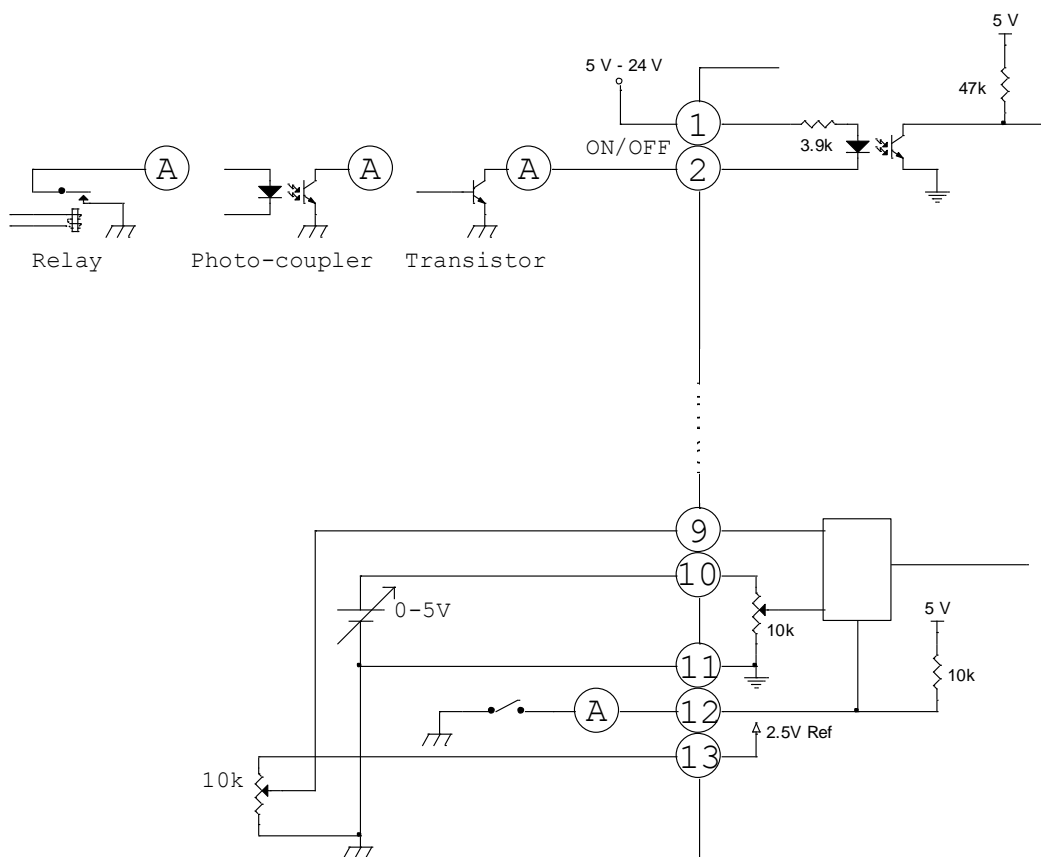 5 V
5 V - 24 V
47k
1
3.9k
ON/OFF
A
A
A
2
Relay
Photo-coupler
Transistor
9
10
0-5V
10k
5 V
11
10k
A
12
2.5V Ref
13
10k